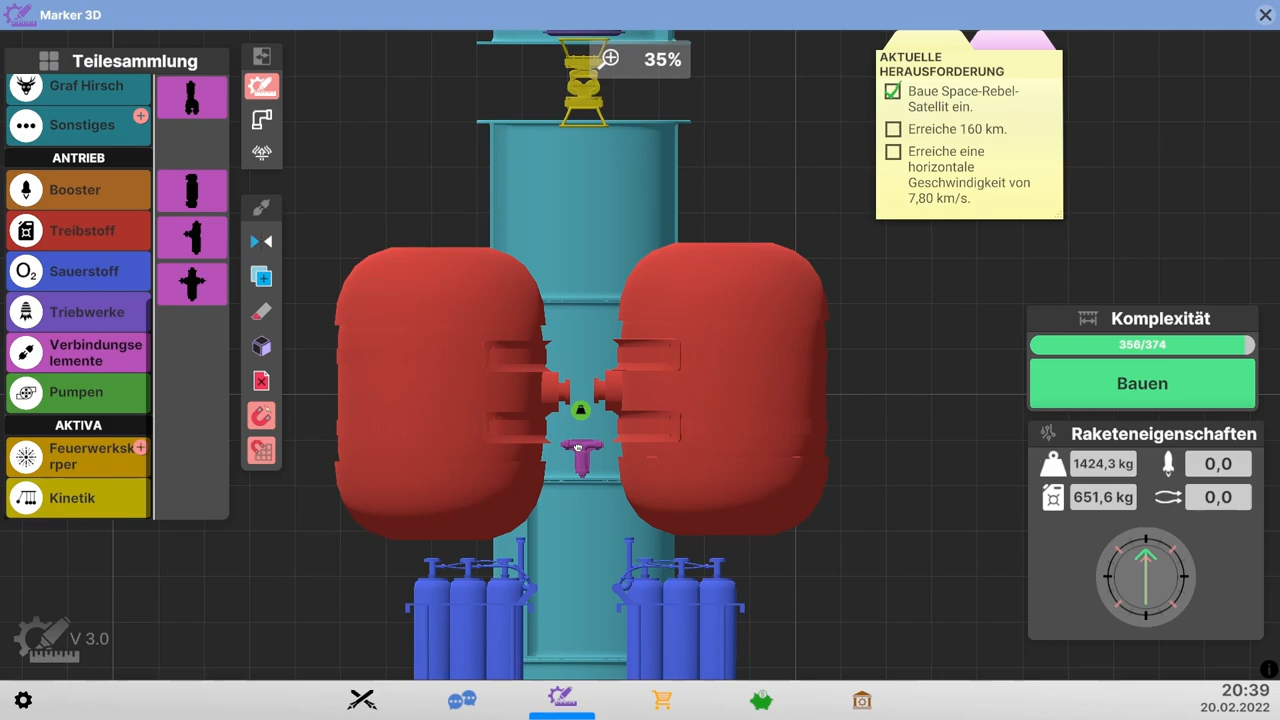 Marker 3D
Teilesammlung
Graf Hirsch
Sonstiges
ANTRIEB
Booster
Treibstoff
O2
Sauerstoff
Triebwerke
Verbindungse
lemente
Pumpen
AKTIVA
Feuerwerksk
rper
Kinetik
V 3.0
35%
AKTUELLE
HERAUSFORDERUNG
Baue Space-Rebel-
Satellit ein.
Erreiche 160 km.
Erreiche eine
horizontale
Geschwindigkeit von
7,80 km/s.
Komplexität
356/374
Bauen
Raketeneigenschaften
1424,3 kg
0,0
651,6 kg
0,0
20:39
20.02.2022